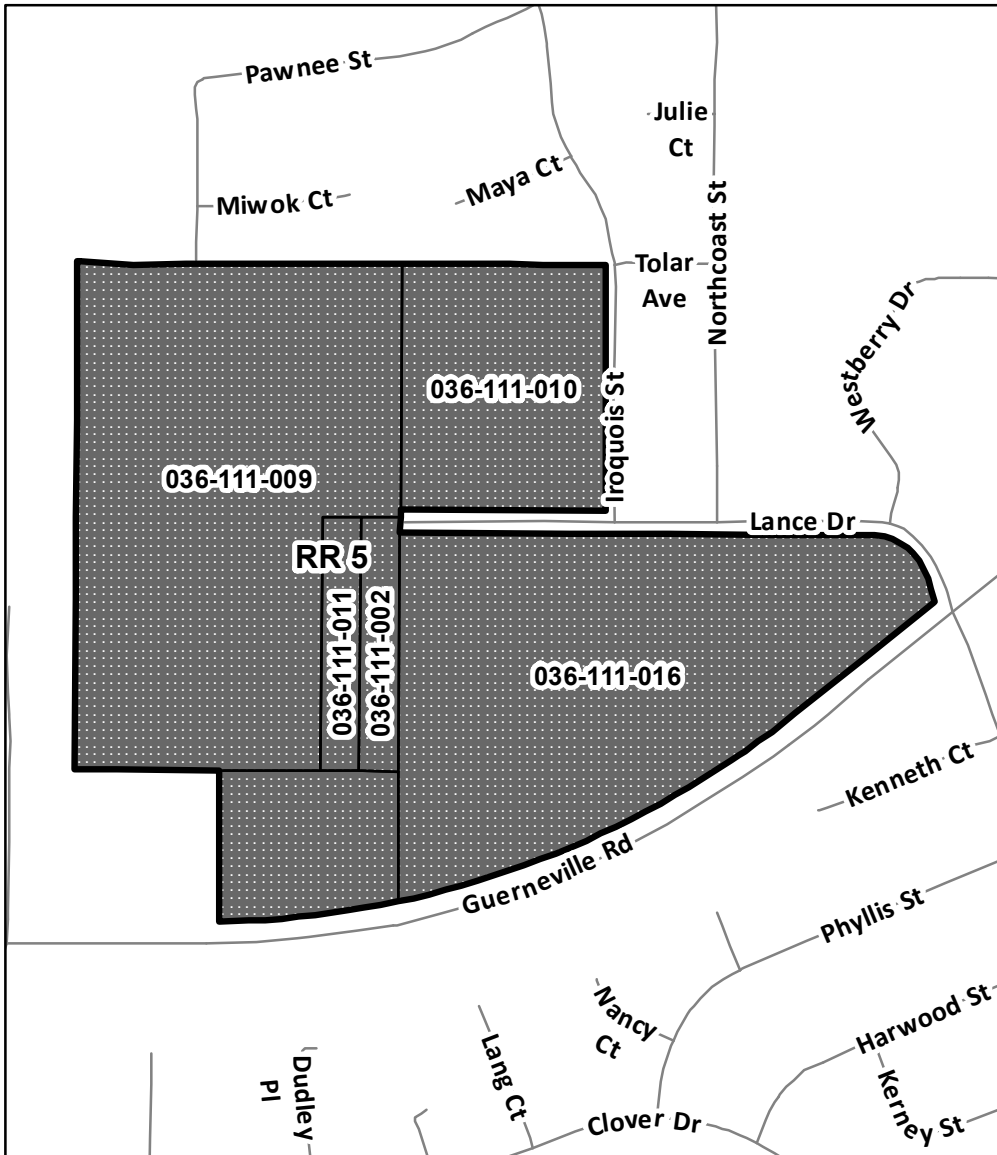 Pawnee St
Julie
Ct
Maya Ct
Miwok Ct
Northcoast St
Tolar
Ave
Westberry Dr
036-111-010
Iroquois St
036-111-009
Lance Dr
RR 5
036-111-011
036-111-002
036-111-016
Kenneth Ct
Guerneville Rd
Phyllis St
Nancy
Ct
Harwood St
Lang Ct
Dudley
Pl
Kerney St
Clover Dr